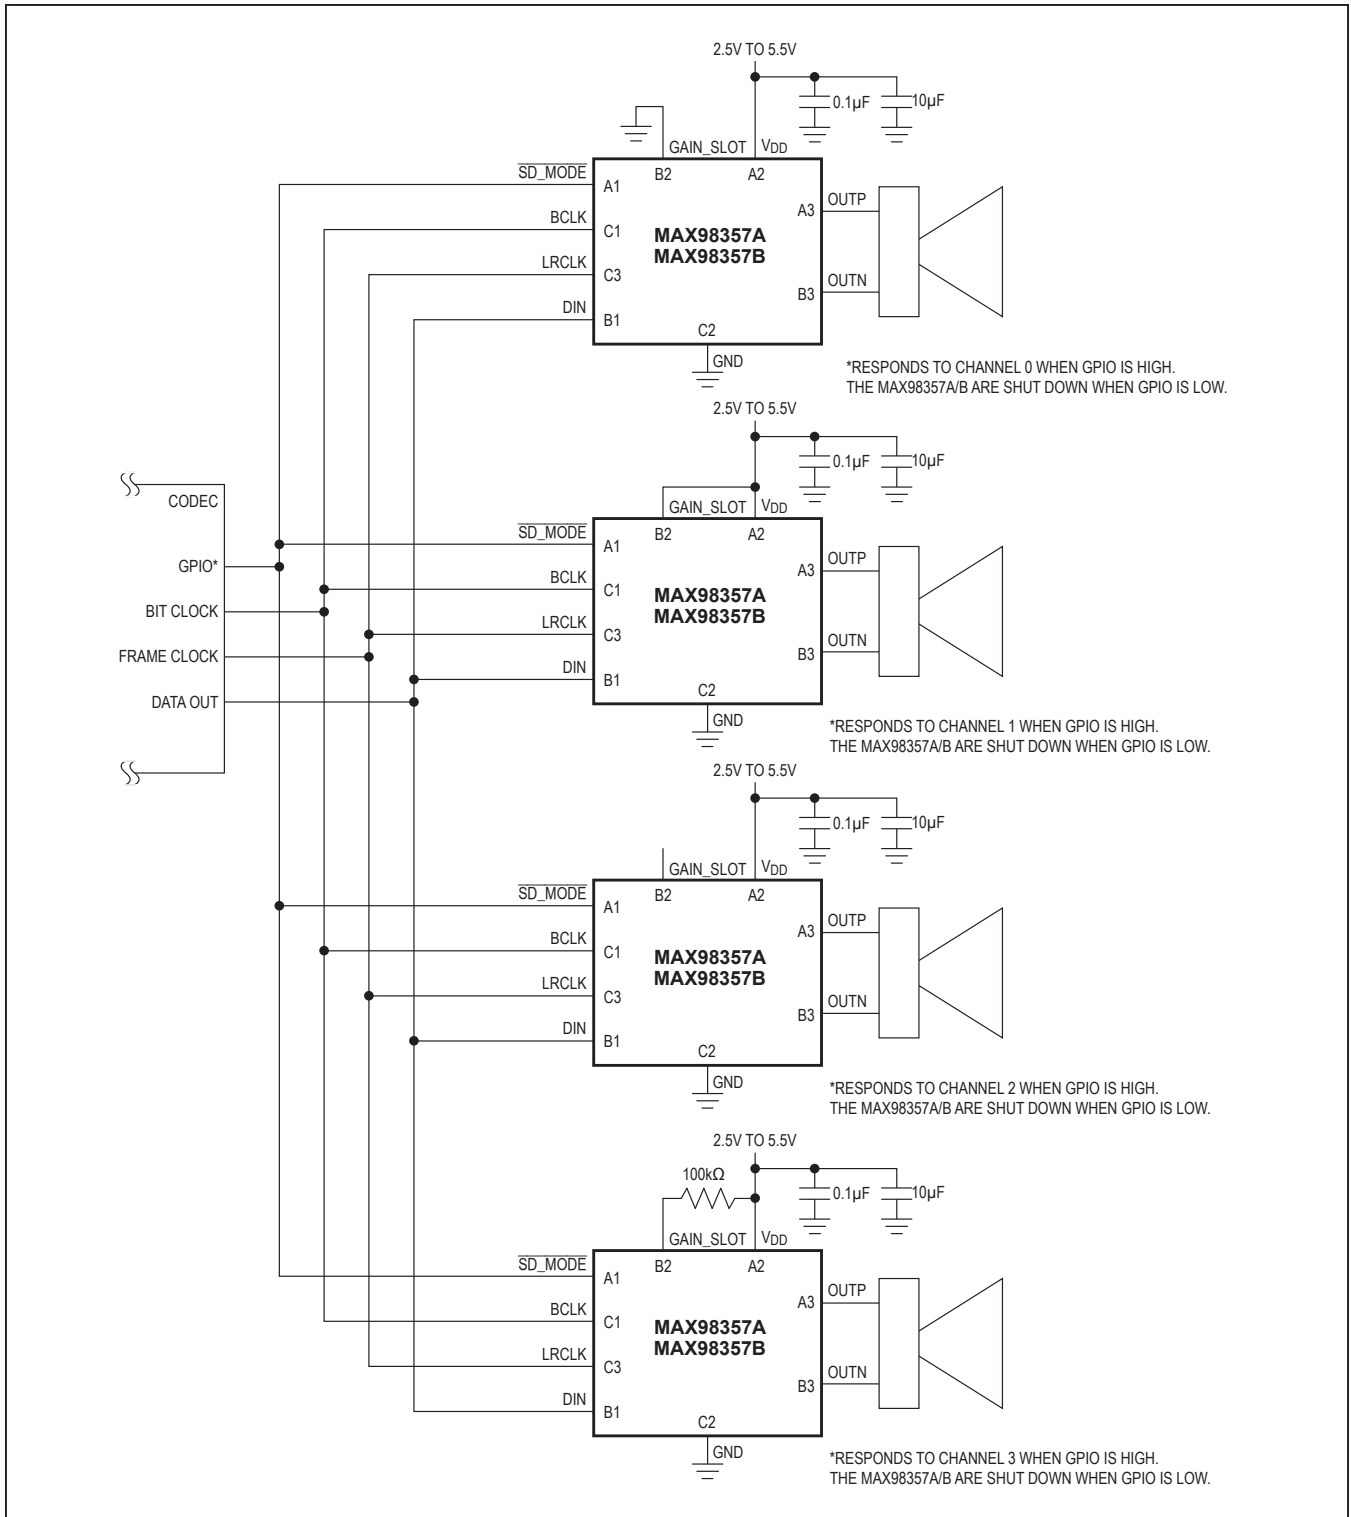 2.5V TO 5.5V
0.1µF
10µF
GAIN_SLOT
VDD
SD_MODE
B2
A2
A1
BCLK
C1
LRCLK
C3
DIN
B1
MAX98357A
MAX98357B
A3
OUTP
B3
OUTN
C2
GND
*RESPONDS TO CHANNEL 0 WHEN GPIO IS HIGH.
THE MAX98357A/B ARE SHUT DOWN WHEN GPIO IS LOW.
CODEC
GPIO*
BIT CLOCK
FRAME CLOCK
DATA OUT
2.5V TO 5.5V
0.1µF
10µF
GAIN_SLOT
VDD
SD_MODE
B2
A2
A1
BCLK
C1
LRCLK
C3
DIN
B1
MAX98357A
MAX98357B
A3
OUTP
B3
OUTN
C2
GND
*RESPONDS TO CHANNEL 1 WHEN GPIO IS HIGH.
THE MAX98357A/B ARE SHUT DOWN WHEN GPIO IS LOW.
2.5V TO 5.5V
0.1µF
10µF
GAIN_SLOT
VDD
SD_MODE
B2
A2
A1
BCLK
C1
LRCLK
C3
DIN
B1
MAX98357A
MAX98357B
A3
OUTP
B3
OUTN
C2
GND
*RESPONDS TO CHANNEL 2 WHEN GPIO IS HIGH.
THE MAX98357A/B ARE SHUT DOWN WHEN GPIO IS LOW.
2.5V TO 5.5V
100kΩ
0.1µF
10µF
GAIN_SLOT
VDD
SD_MODE
B2
A2
A1
BCLK
C1
LRCLK
C3
DIN
B1
MAX98357A
MAX98357B
A3
OUTP
B3
OUTN
C2
GND
*RESPONDS TO CHANNEL 3 WHEN GPIO IS HIGH.
THE MAX98357A/B ARE SHUT DOWN WHEN GPIO IS LOW.